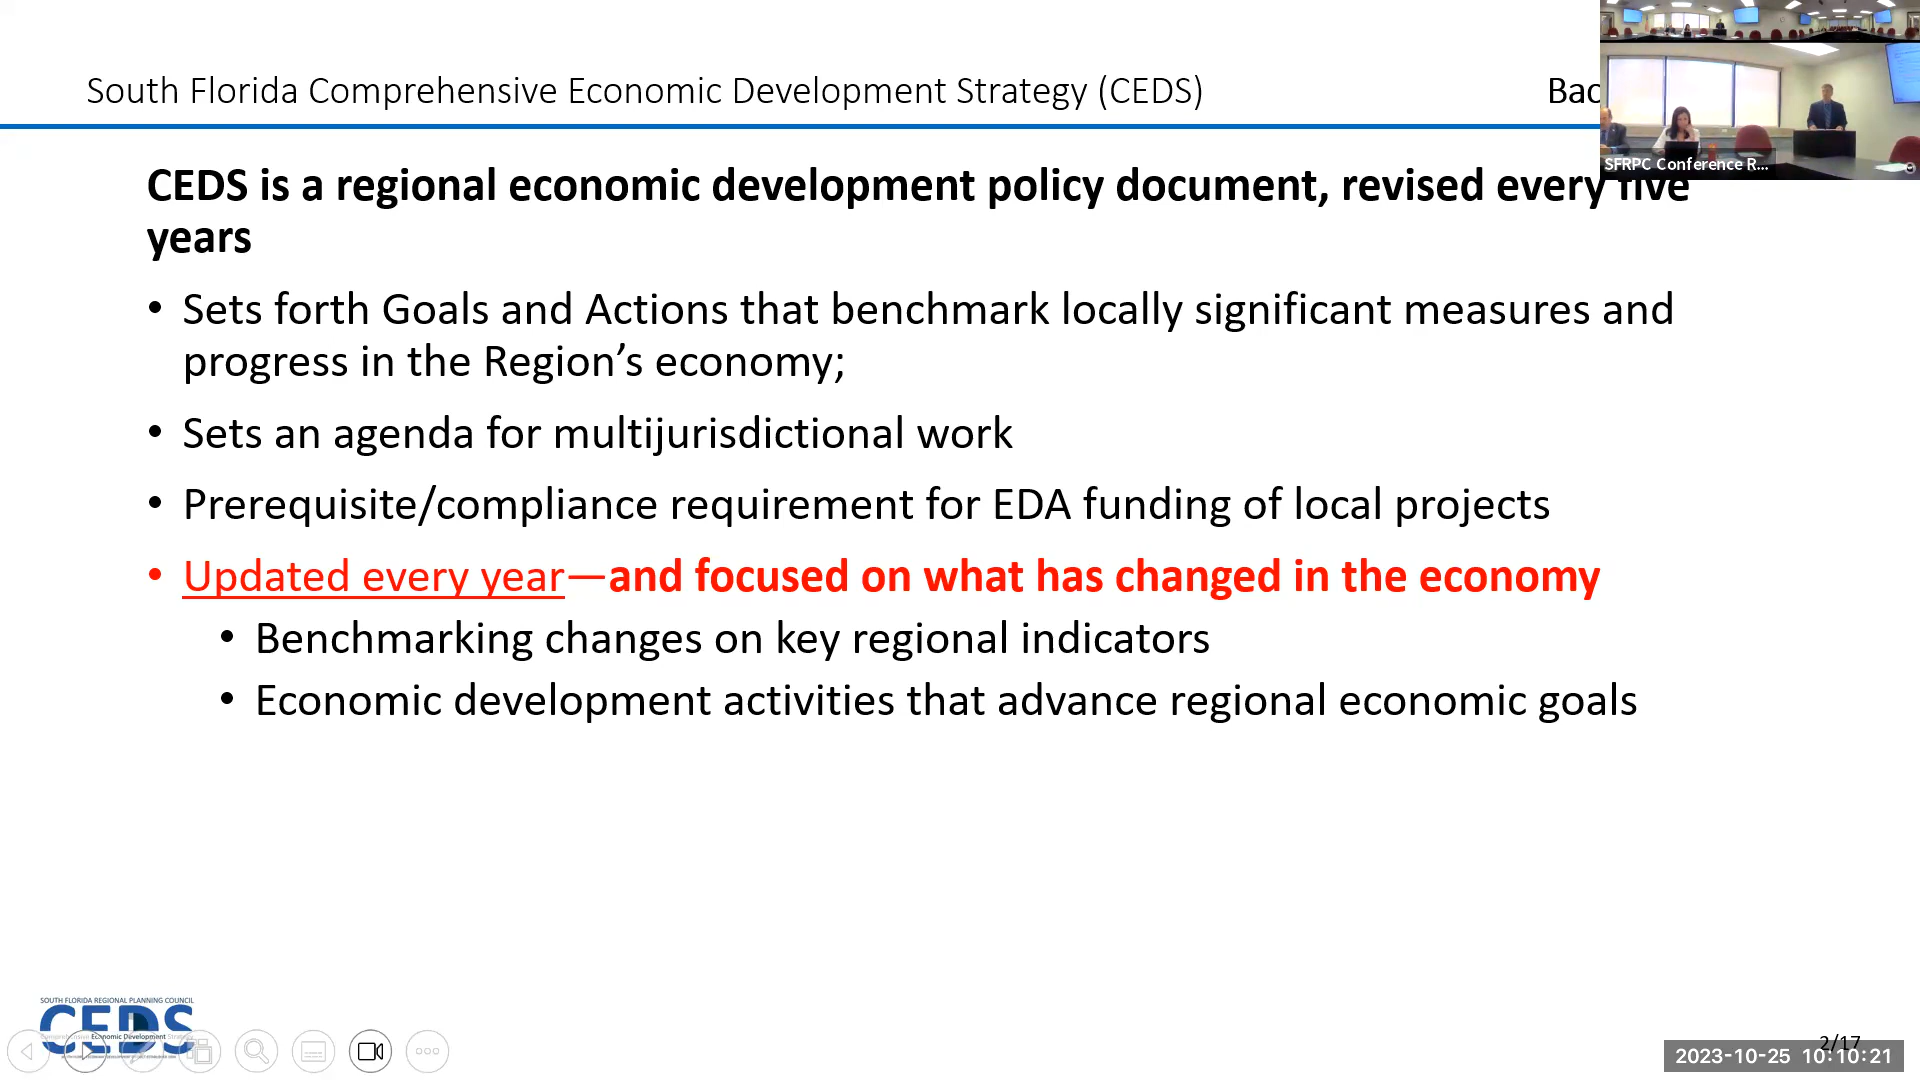 South Florida Comprehensive Economic Development Strategy (CEDS)
SFRPC Conference R...
CEDS is a regional economic development policy document, revised every five
years
• Sets forth Goals and Actions that benchmark locally significant measures and
progress in the Region’s economy;
• Sets an agenda for multijurisdictional work
• Prerequisite/compliance requirement for EDA funding of local projects
• Updated every year—and focused on what has changed in the economy
• Benchmarking changes on key regional indicators
• Economic development activities that advance regional economic goals
SOUTH FLORIDA REGIONAL PLANNING COUNCIL
CEDS
Comprehensive Economic Development Strategy
2/17
2023-10-25 10:10:21